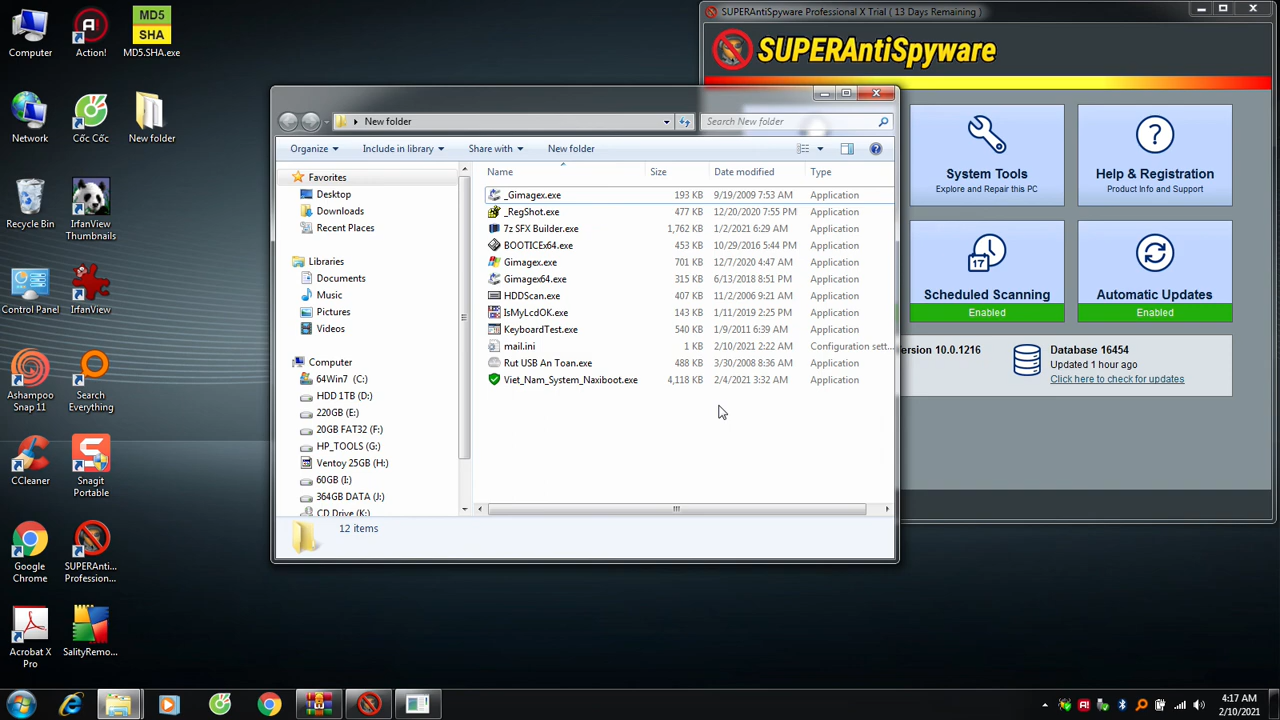 Computer
Action!
MD5
SHA
MD5.SHA.exe
Network
Cốc Cốc
New folder
Recycle Bin
IrfanView
Thumbnails
Control Panel
IrfanView
Ashampoo
Snap 11
Search
Everything
CCleaner
Snagit
Portable
Google
Chrome
SUPERAnti...
Profession...
Acrobat X
Pro
SalityRemo...
SUPERAntiSpyware Professional X Trial ( 13 Days Remaining )
SUPERAntiSpyware
New folder
Search New folder
Organize
Include in library
Share with
New folder
Favorites
Desktop
Downloads
Recent Places
Libraries
Documents
Music
Pictures
Videos
Computer
64Win7 (C:)
HDD 1TB (D:)
220GB (E:)
20GB FAT32 (F:)
HP_TOOLS (G:)
Ventoy 25GB (H:)
60GB (I:)
364GB DATA (J:)
CD Drive (K:)
Name Size Date modified Type
_Gimagex.exe 193 KB 9/19/2009 7:53 AM Application
_RegShot.exe 477 KB 12/20/2020 7:55 PM Application
7z SFX Builder.exe 1,762 KB 1/2/2021 6:29 AM Application
BOOTICEx64.exe 453 KB 10/29/2016 5:44 PM Application
Gimagex.exe 701 KB 12/7/2020 4:47 AM Application
Gimagex64.exe 315 KB 6/13/2018 8:51 PM Application
HDDScan.exe 407 KB 11/2/2006 9:21 AM Application
IsMyLcdOK.exe 143 KB 1/11/2019 2:25 PM Application
KeyboardTest.exe 540 KB 1/9/2011 6:39 AM Application
mail.ini 1 KB 2/10/2021 2:22 AM Configuration sett...
Rut USB An Toan.exe 488 KB 3/30/2008 8:36 AM Application
Viet_Nam_System_Naxiboot.exe 4,118 KB 2/4/2021 3:32 AM Application
12 items
System Tools
Explore and Repair this PC
Help & Registration
Product Info and Support
17
Scheduled Scanning
Enabled
Automatic Updates
Enabled
ersion 10.0.1216
Database 16454
Updated 1 hour ago
Click here to check for updates
4:17 AM
2/10/2021